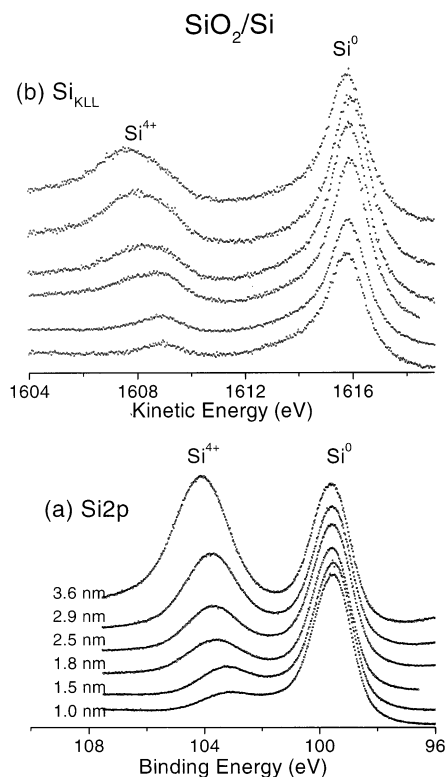 SiO₂/Si
Si⁰
(b) Si_KLL
Si⁴⁺
1604 1608 1612 1616
Kinetic Energy (eV)
Si⁴⁺ Si⁰
(a) Si2p
3.6 nm
2.9 nm
2.5 nm
1.8 nm
1.5 nm
1.0 nm
108 104 100 96
Binding Energy (eV)